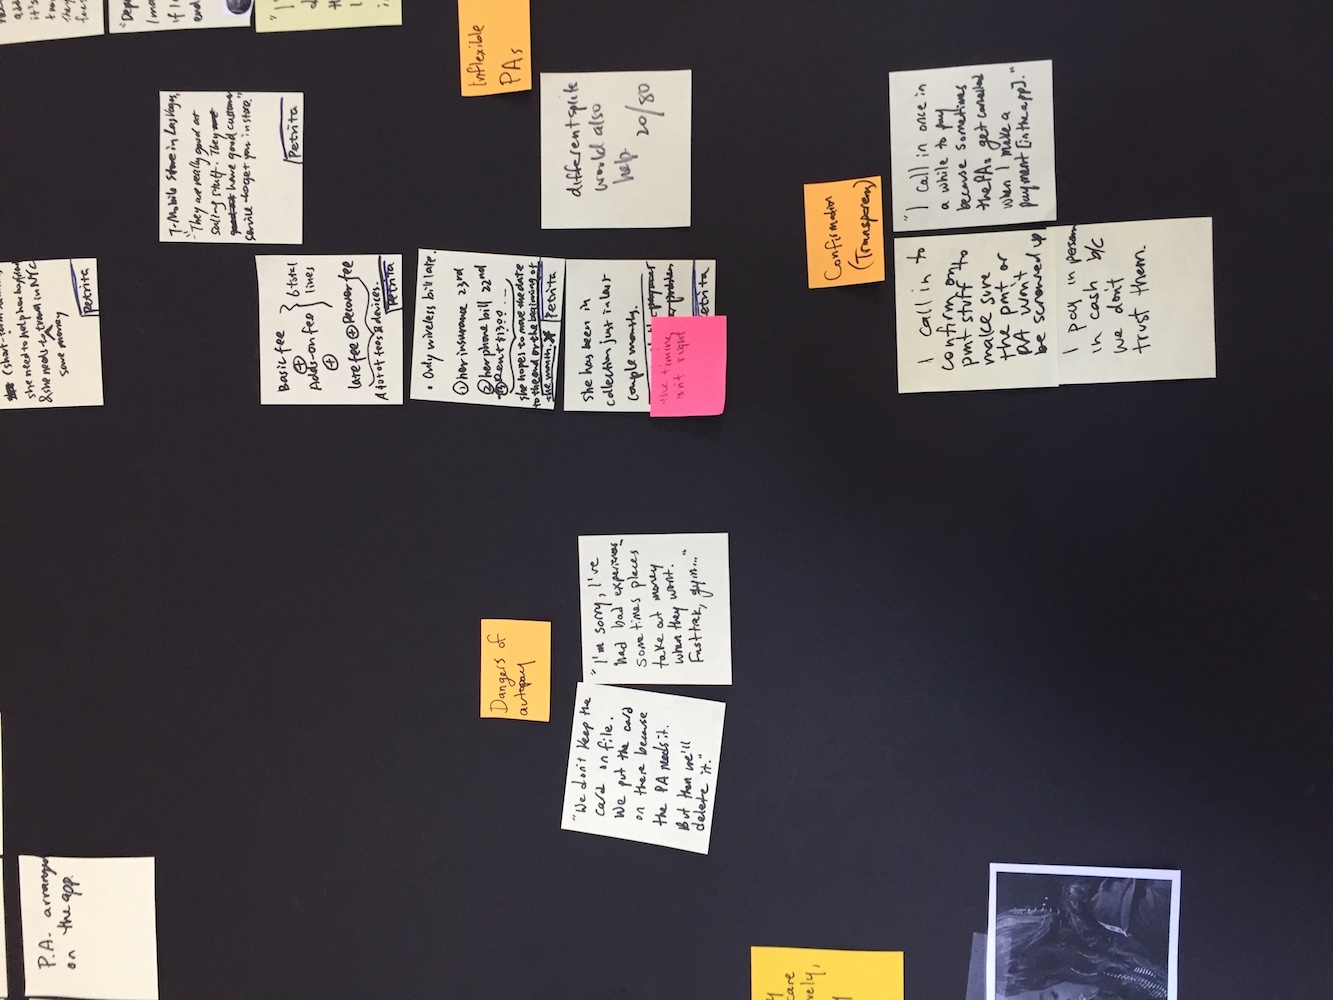 Inflexible
PAs
different split
would also
help 20/80
T-Mobile Store in Las Vegas,
"They are really good at
selling stuff. They
have good customer
service to get you in store."
Petrita
she need to help her boyfriend
& she needs to travel in NYC
save money
Petrita
Basic fee
Adds-on fee
6 total
lines
late fee + Recover fee
A lot of fees & devices.
Petrita
• Only wireless bill late.
① her insurance 23rd
② her phone bill 22nd
Rent $1300
she hopes to move the date
to the end or the beginning of
the month.
Petrita
She has been in
collection just in last
couple months.
problem
Petrita
the timing
isn't right
Confirmation
(Transparency)
"I call in once in
a while to pay
because sometimes
the PAs get cancelled
when I make a
payment [in the app]."
I call in to
confirm on
pmt stuff to
make sure
the pmt or
PA won't
be screwed up
I pay in person
in cash b/c
we don't
trust them.
Dangers of
autopay
"I'm sorry, I've
had bad experiences,
sometimes places
take out money
when they want."
Fasttrak, gym..."
"We don't keep the
card on file.
We put the card
on there because
the PA needs it.
But then we'll
delete it."
P.A. arrange
on the app.
care